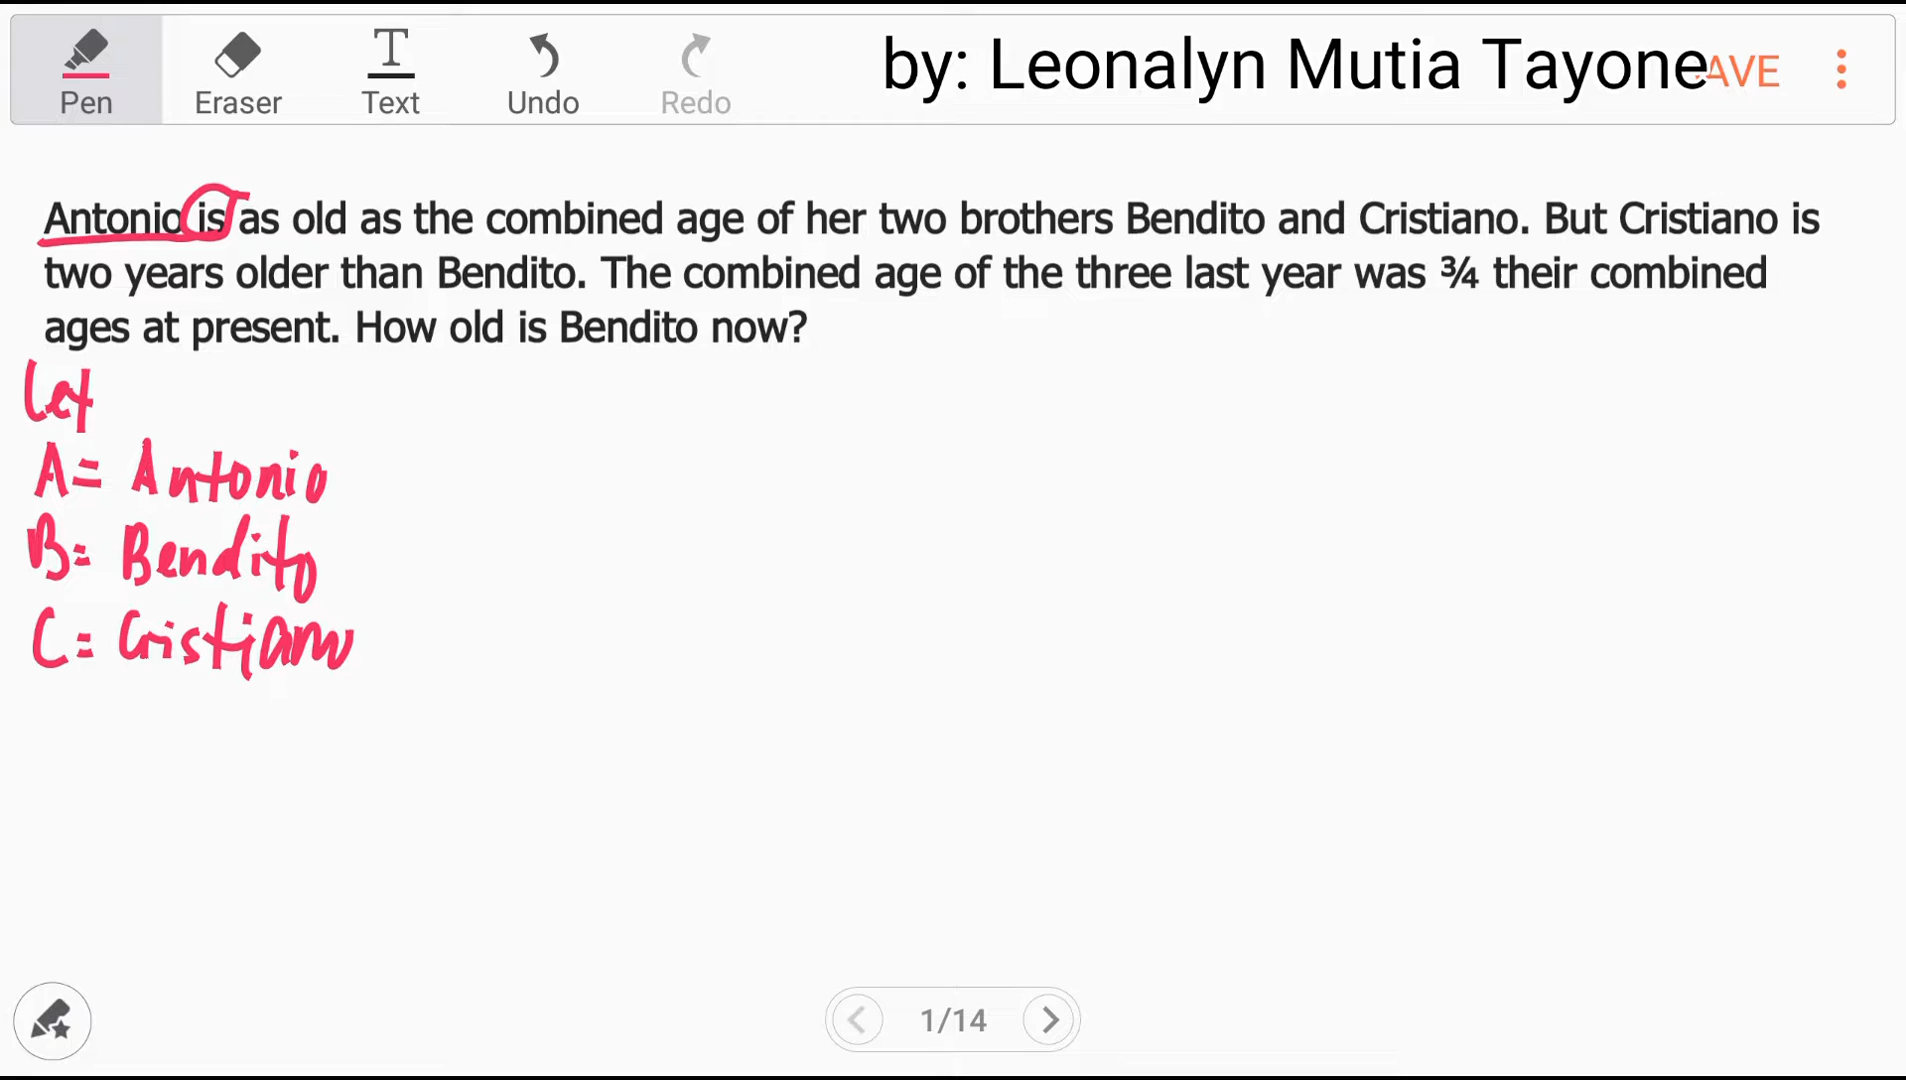 Pen
Eraser
Text
Undo
Redo
by: Leonalyn Mutia Tayone
AVE
Antonio is as old as the combined age of her two brothers Bendito and Cristiano. But Cristiano is
two years older than Bendito. The combined age of the three last year was ¾ their combined
ages at present. How old is Bendito now?
Let
A= Antonio
B= Bendito
C= Cristiano
1/14